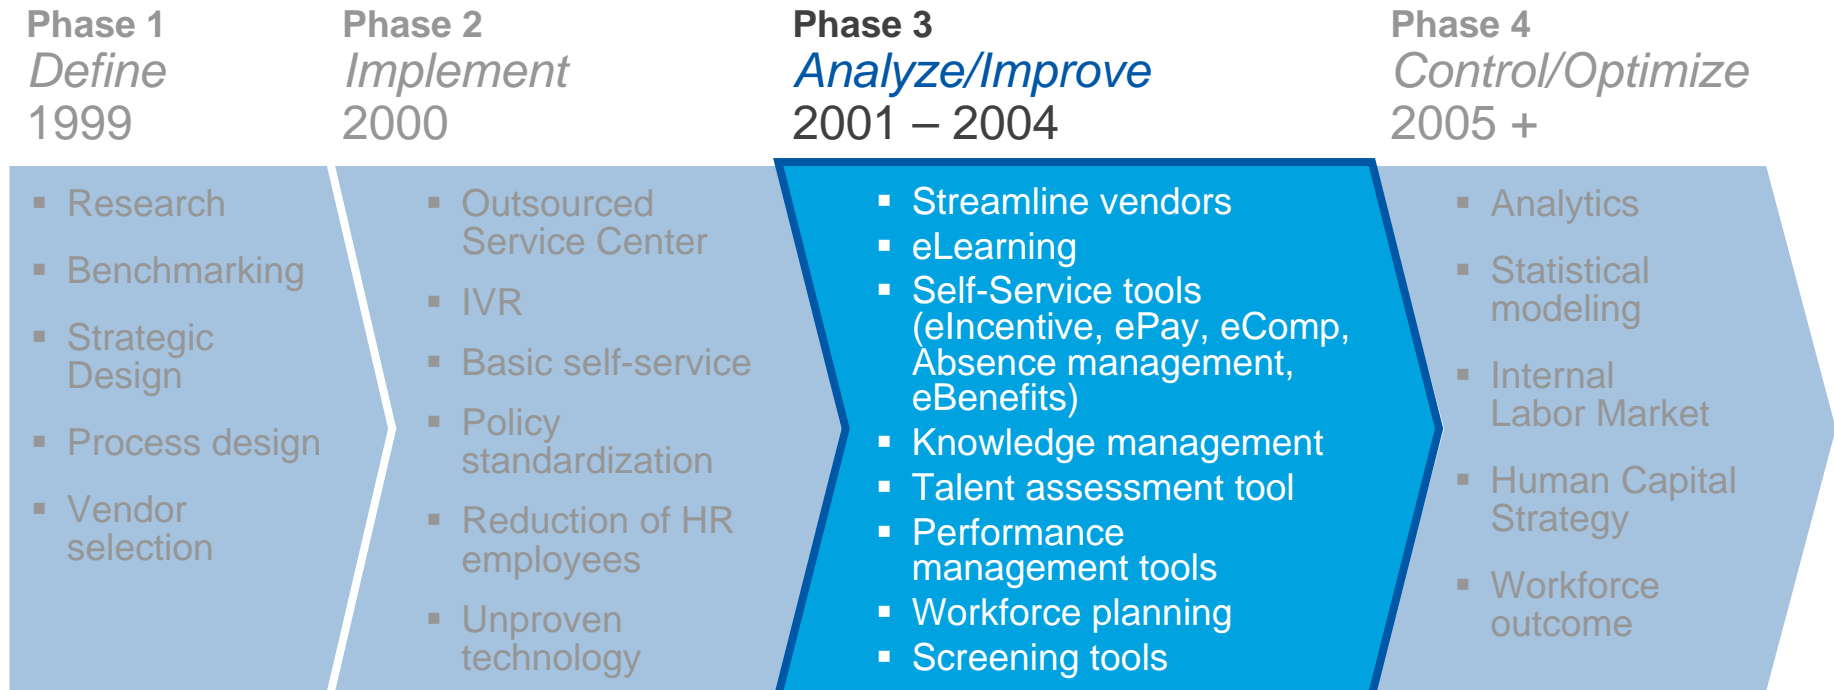 Phase 1
Define
1999
▪ Research
▪ Benchmarking
▪ Strategic
Design
▪ Process design
▪ Vendor
selection
Phase 2
Implement
2000
▪ Outsourced
Service Center
▪ IVR
▪ Basic self-service
▪ Policy
standardization
▪ Reduction of HR
employees
▪ Unproven
technology
Phase 3
Analyze/Improve
2001 – 2004
▪ Streamline vendors
▪ eLearning
▪ Self-Service tools
(eIncentive, ePay, eComp,
Absence management,
eBenefits)
▪ Knowledge management
▪ Talent assessment tool
▪ Performance
management tools
▪ Workforce planning
▪ Screening tools
Phase 4
Control/Optimize
2005 +
▪ Analytics
▪ Statistical
modeling
▪ Internal
Labor Market
▪ Human Capital
Strategy
▪ Workforce
outcome